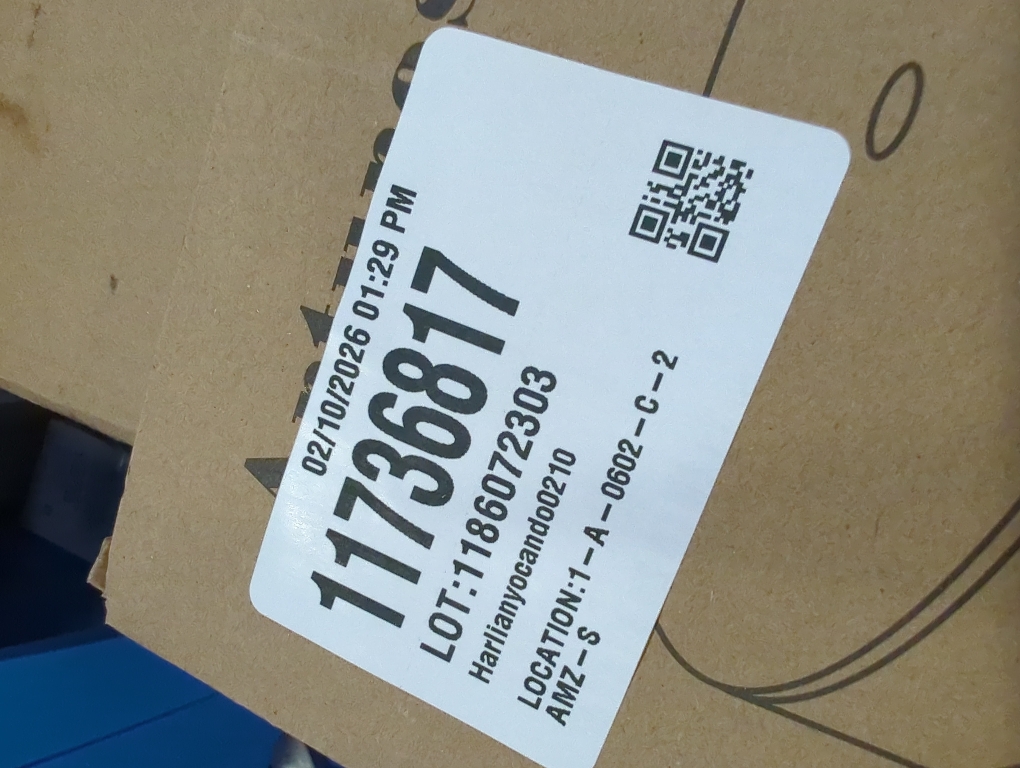 02/10/2026 01:29 PM
11736817
LOT:1186072303
Harlianyocando0210
LOCATION:1-A-0602-C-2
AMZ-S